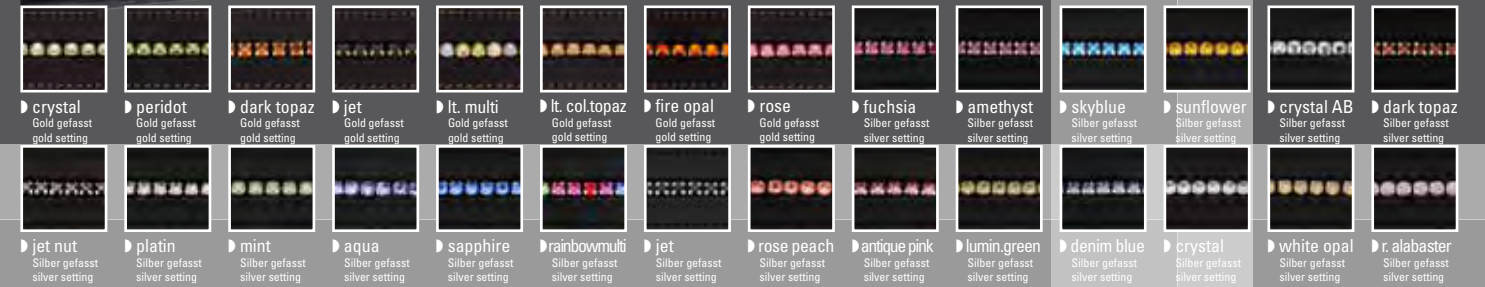 crystal
Gold gefasst
gold setting
peridot
Gold gefasst
gold setting
dark topaz
Gold gefasst
gold setting
jet
Gold gefasst
gold setting
lt. multi
Gold gefasst
gold setting
lt. col.topaz
Gold gefasst
gold setting
fire opal
Gold gefasst
gold setting
rose
Gold gefasst
gold setting
fuchsia
Silber gefasst
silver setting
amethyst
Silber gefasst
silver setting
skyblue
Silber gefasst
silver setting
sunflower
Silber gefasst
silver setting
crystal AB
Silber gefasst
silver setting
dark topaz
Silber gefasst
silver setting
jet nut
Silber gefasst
silver setting
platin
Silber gefasst
silver setting
mint
Silber gefasst
silver setting
aqua
Silber gefasst
silver setting
sapphire
Silber gefasst
silver setting
rainbowmulti
Silber gefasst
silver setting
jet
Silber gefasst
silver setting
rose peach
Silber gefasst
silver setting
antique pink
Silber gefasst
silver setting
lumin.green
Silber gefasst
silver setting
denim blue
Silber gefasst
silver setting
crystal
Silber gefasst
silver setting
white opal
Silber gefasst
silver setting
r. alabaster
Silber gefasst
silver setting